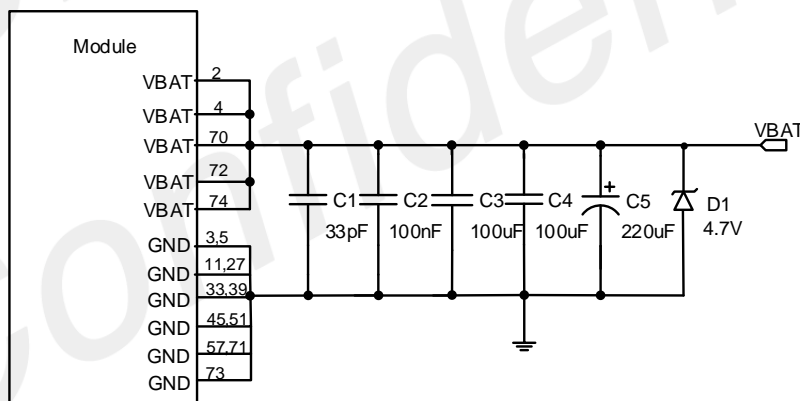 Module
VBAT 2
VBAT 4
VBAT 70
VBAT 72
VBAT 74
GND 3,5
GND 11,27
GND 33,39
GND 45,51
GND 57,71
GND 73
C1
33pF
C2
100nF
C3
100uF
C4
100uF
+
C5
220uF
D1
4.7V
VBAT
Confiden